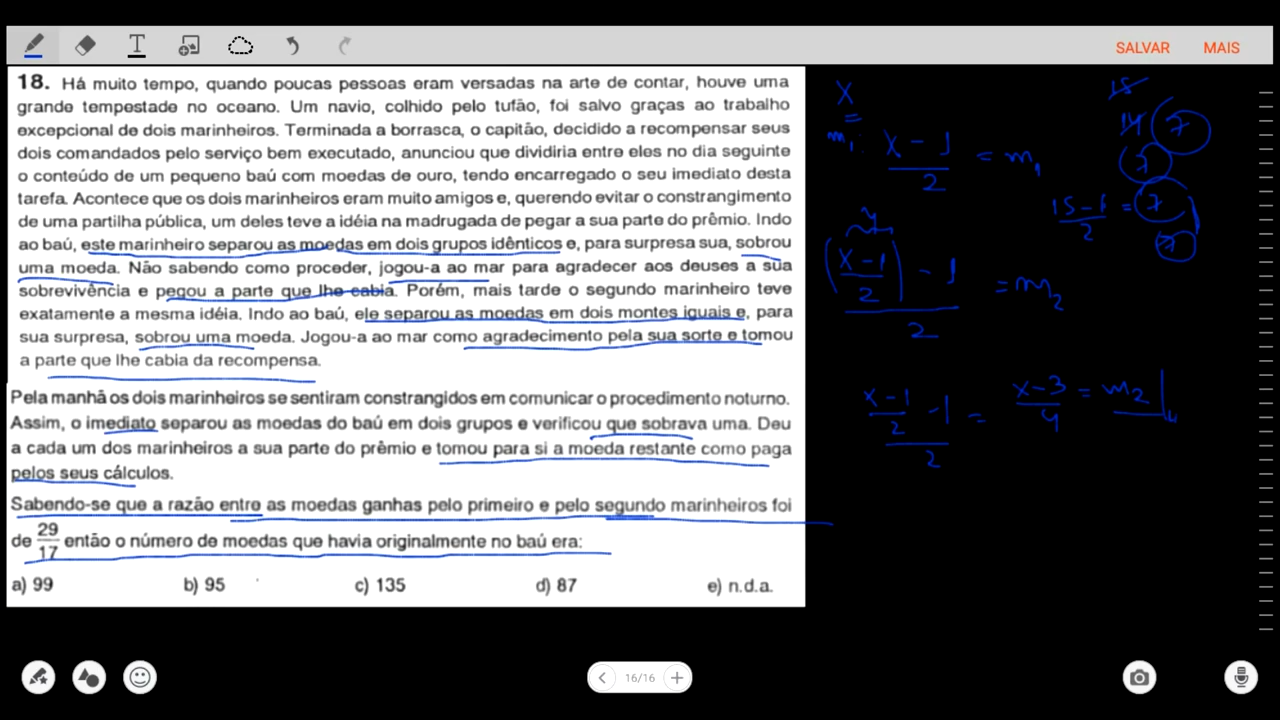 SALVAR MAIS
18. Há muito tempo, quando poucas pessoas eram versadas na arte de contar, houve uma
grande tempestade no oceano. Um navio, colhido pelo tufão, foi salvo graças ao trabalho
excepcional de dois marinheiros. Terminada a borrasca, o capitão, decidido a recompensar seus
dois comandados pelo serviço bem executado, anunciou que dividiria entre eles no dia seguinte
o conteúdo de um pequeno baú com moedas de ouro, tendo encarregado o seu imediato desta
tarefa. Acontece que os dois marinheiros eram muito amigos e, querendo evitar o constrangimento
de uma partilha pública, um deles teve a idéia na madrugada de pegar a sua parte do prêmio. Indo
ao baú, este marinheiro separou as moedas em dois grupos idênticos e, para surpresa sua, sobrou
uma moeda. Não sabendo como proceder, jogou-a ao mar para agradecer aos deuses a sua
sobrevivência e pegou a parte que lhe cabia. Porém, mais tarde o segundo marinheiro teve
exatamente a mesma idéia. Indo ao baú, ele separou as moedas em dois montes iguais e, para
sua surpresa, sobrou uma moeda. Jogou-a ao mar como agradecimento pela sua sorte e tomou
a parte que lhe cabia da recompensa.
Pela manhã os dois marinheiros se sentiram constrangidos em comunicar o procedimento noturno.
Assim, o imediato separou as moedas do baú em dois grupos e verificou que sobrava uma. Deu
a cada um dos marinheiros a sua parte do prêmio e tomou para si a moeda restante como paga
pelos seus cálculos.
Sabendo-se que a razão entre as moedas ganhas pelo primeiro e pelo segundo marinheiros foi
de 29/17 então o número de moedas que havia originalmente no baú era:
a) 99 b) 95 c) 135 d) 87 e) n.d.a.
X
m1: X-1/2 = m1
15
14 7
7
15-1/2 = 7
((X-1)/2) - 1 / 2 = m2
(X-1)/2 - 1 / 2 = X-3/4 = m2
16/16